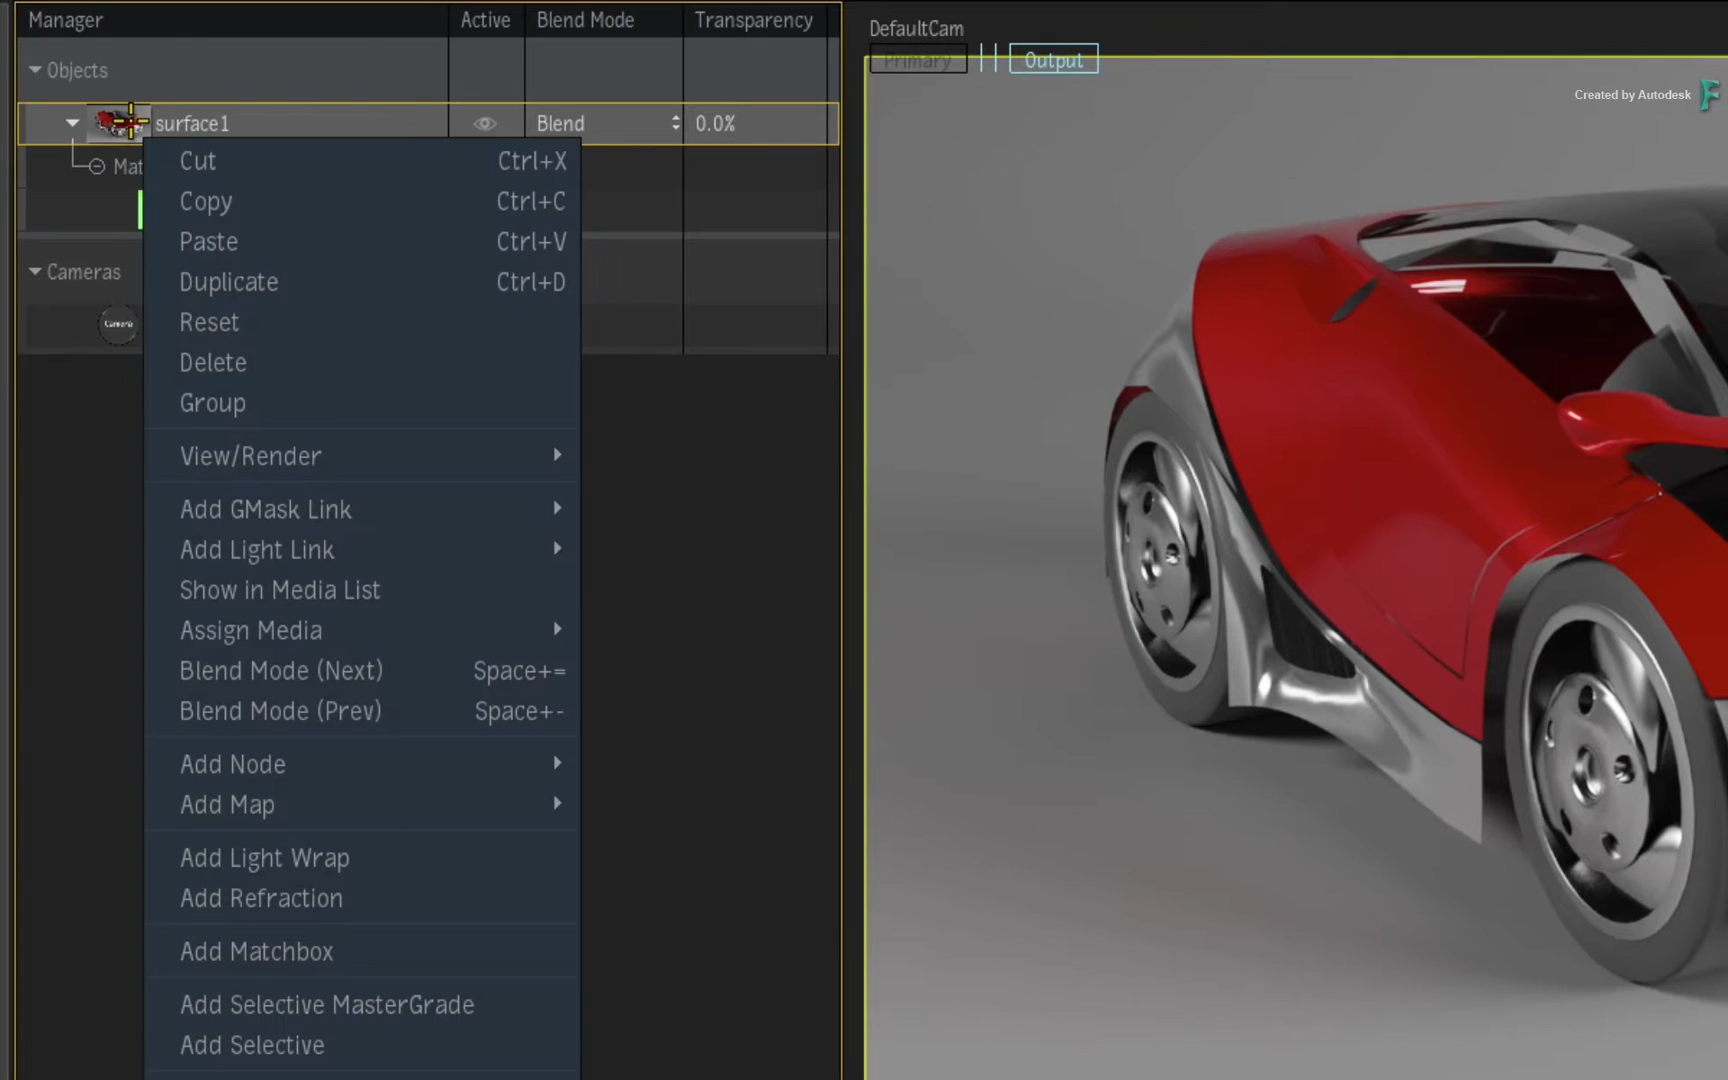 Manager Active Blend Mode Transparency
Objects
surface1 Blend 0.0%
Mat
Cameras
Camera
Cut Ctrl+X
Copy Ctrl+C
Paste Ctrl+V
Duplicate Ctrl+D
Reset
Delete
Group
View/Render
Add GMask Link
Add Light Link
Show in Media List
Assign Media
Blend Mode (Next) Space+=
Blend Mode (Prev) Space+-
Add Node
Add Map
Add Light Wrap
Add Refraction
Add Matchbox
Add Selective MasterGrade
Add Selective
DefaultCam
Primary Output
Created by Autodesk